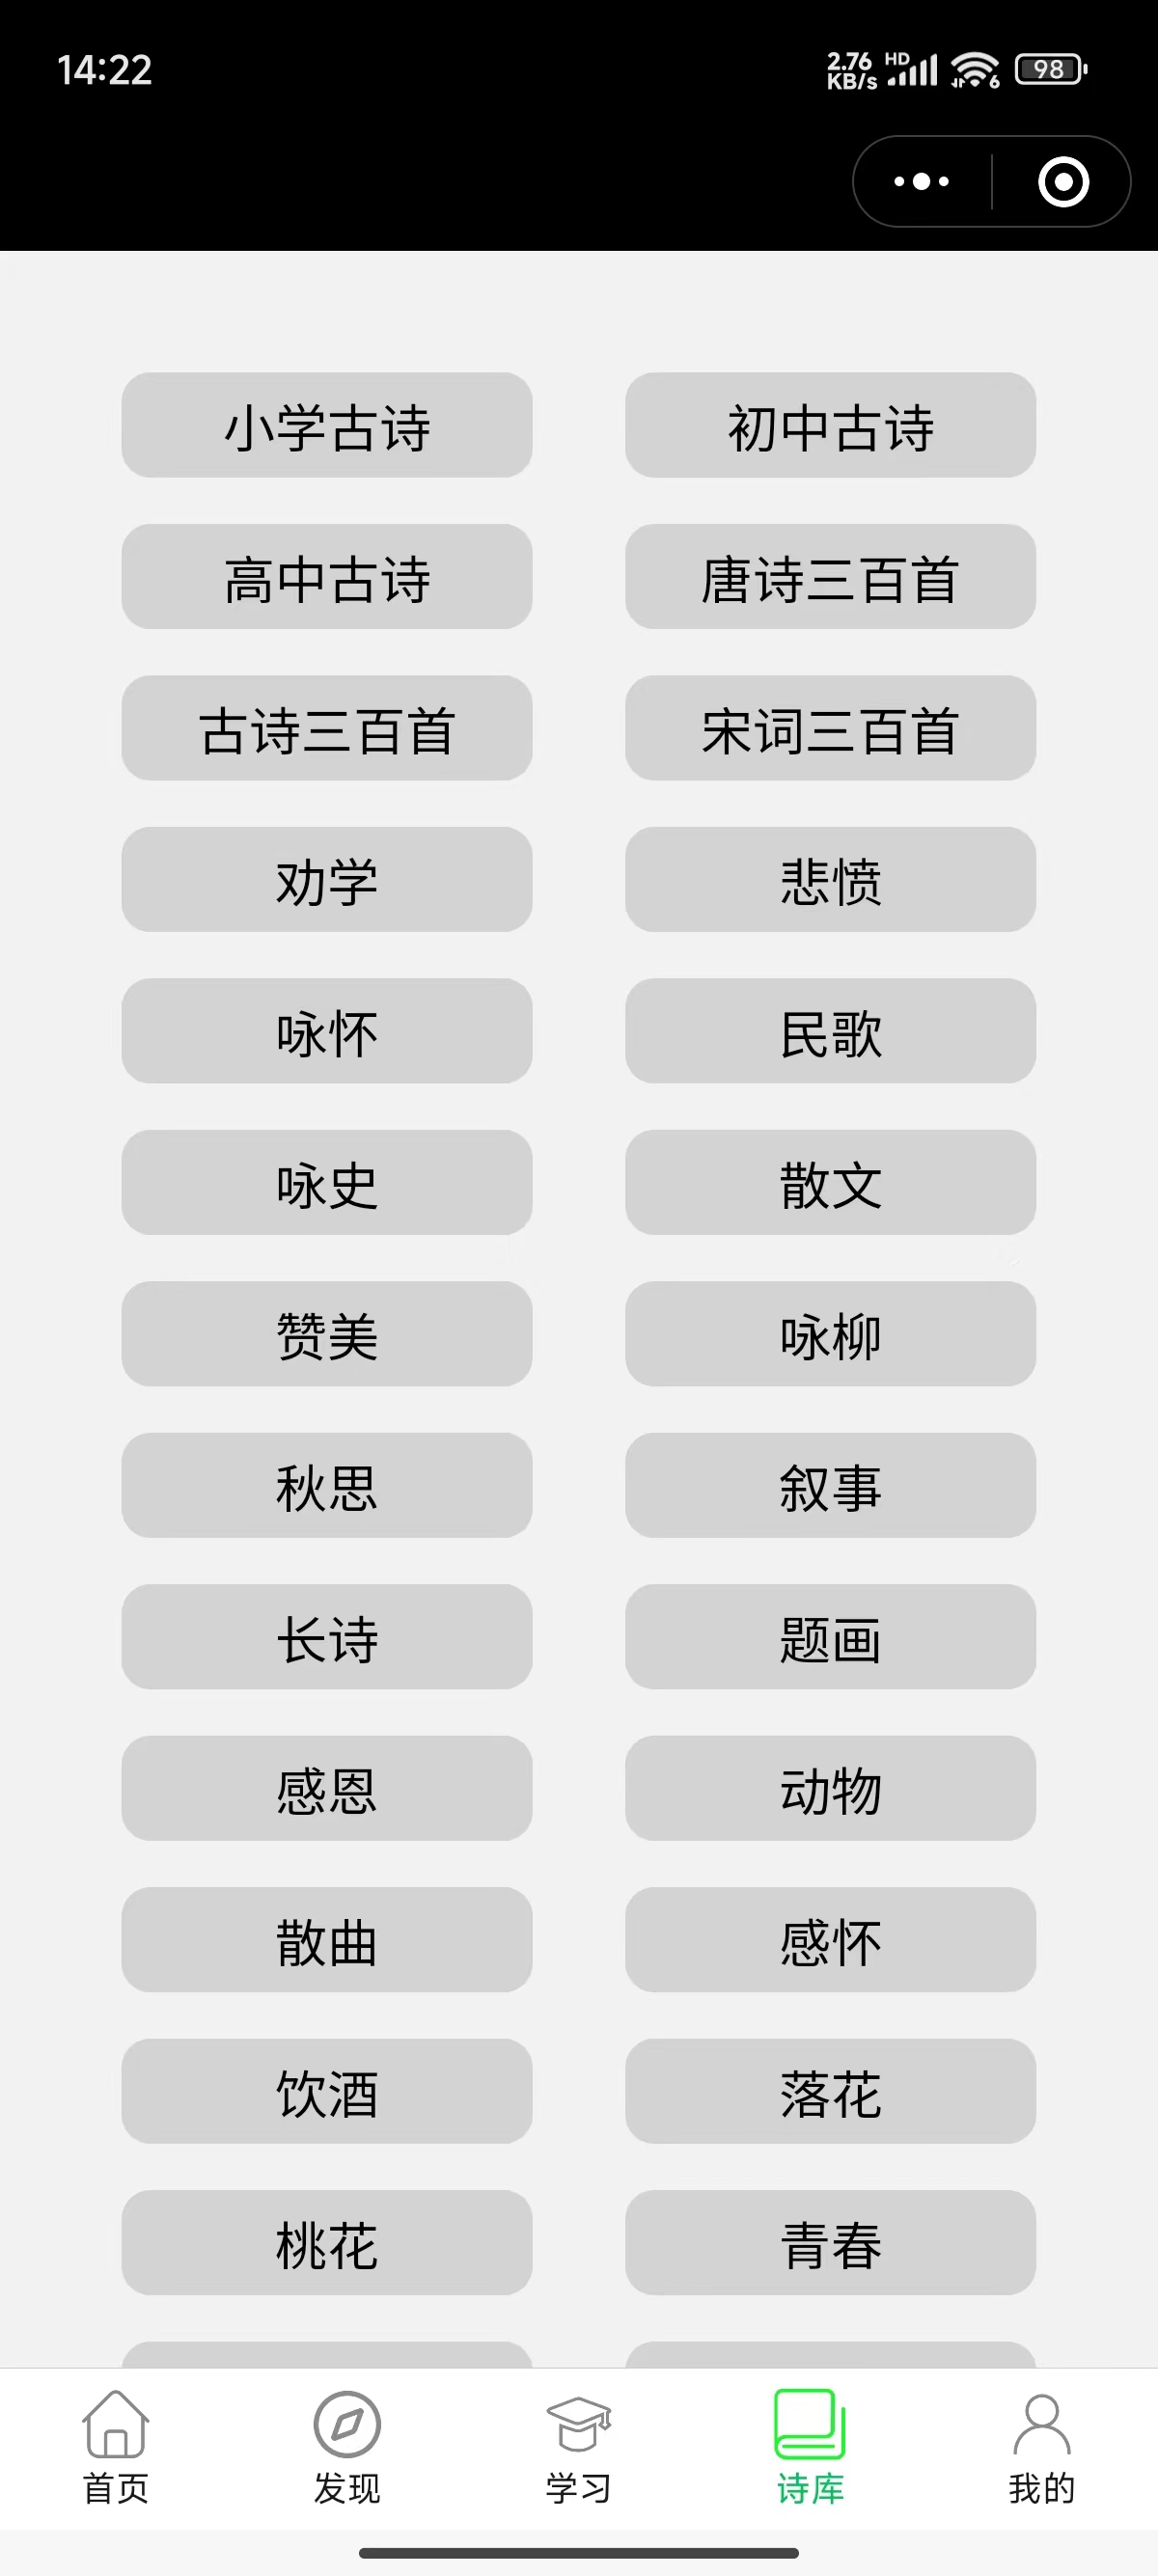 14:22 2.76 KB/s HD 6 98
小学古诗 初中古诗
高中古诗 唐诗三百首
古诗三百首 宋词三百首
劝学 悲愤
咏怀 民歌
咏史 散文
赞美 咏柳
秋思 叙事
长诗 题画
感恩 动物
散曲 感怀
饮酒 落花
桃花 青春
首页 发现 学习 诗库 我的